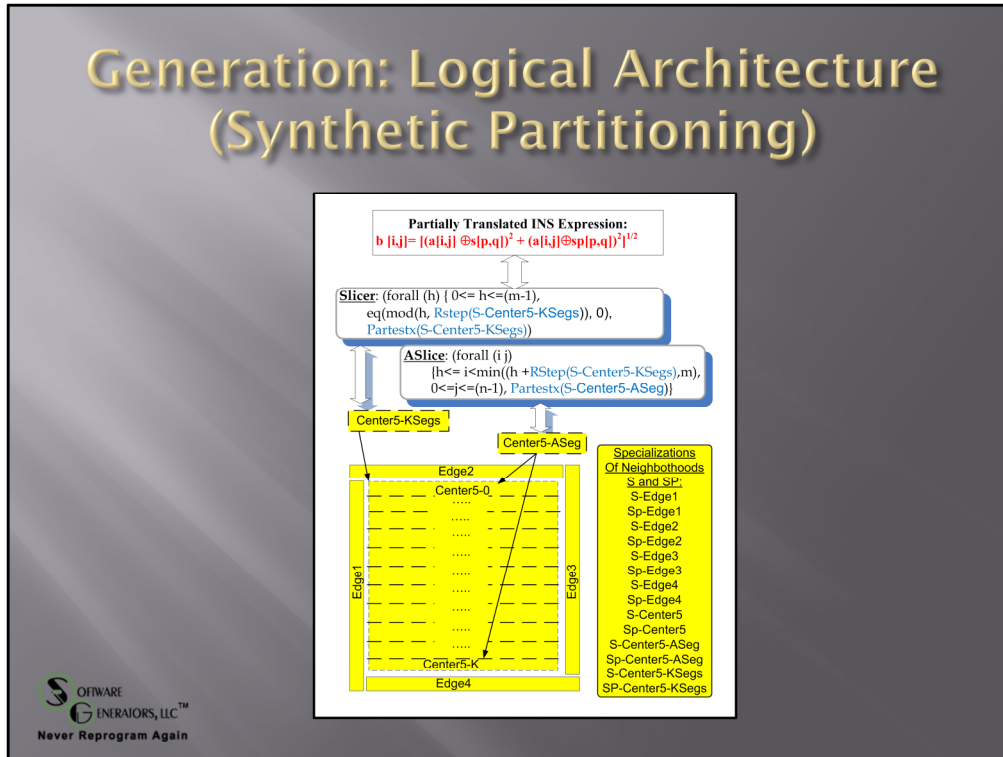 Generation: Logical Architecture
(Synthetic Partitioning)
Partially Translated INS Expression:
b [i,j]= [(a[i,j] ⊕s[p,q])² + (a[i,j]⊕sp[p,q])²]¹/²
Slicer: (forall (h) { 0<= h<=(m-1),
eq(mod(h, Rstep(S-Center5-KSegs)), 0),
Partestx(S-Center5-KSegs))
ASlice: (forall (i j)
{h<= i<min((h +RStep(S-Center5-KSegs),m),
0<=j<=(n-1), Partestx(S-Center5-ASeg)}
Center5-KSegs
Center5-ASeg
Edge2
Center5-0
.....
.....
.....
.....
.....
.....
.....
.....
Center5-K
Edge1
Edge3
Edge4
Specializations
Of Neighbothoods
S and SP:
S-Edge1
Sp-Edge1
S-Edge2
Sp-Edge2
S-Edge3
Sp-Edge3
S-Edge4
Sp-Edge4
S-Center5
Sp-Center5
S-Center5-ASeg
Sp-Center5-ASeg
S-Center5-KSegs
SP-Center5-KSegs
SOFTWARE
GENERATORS, LLC™
Never Reprogram Again